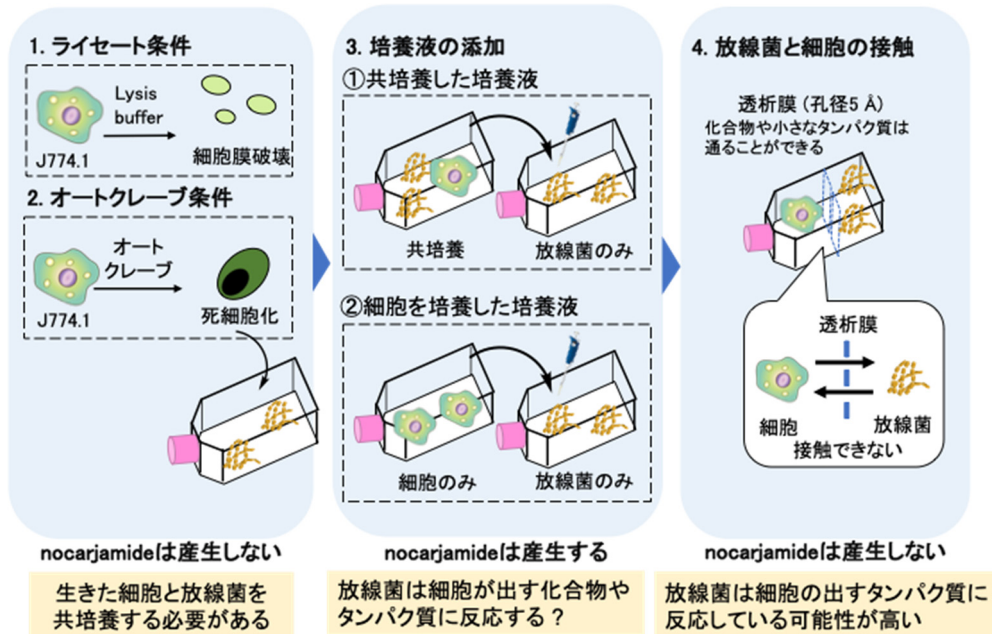 1. ライセート条件
Lysis
buffer
J774.1
細胞膜破壊
2. オートクレーブ条件
オート
クレーブ
J774.1
死細胞化
nocarjamideは産生しない
生きた細胞と放線菌を
共培養する必要がある
3. 培養液の添加
①共培養した培養液
共培養
放線菌のみ
②細胞を培養した培養液
細胞のみ
放線菌のみ
nocarjamideは産生する
放線菌は細胞が出す化合物や
タンパク質に反応する?
4. 放線菌と細胞の接触
透析膜 (孔径5 Å)
化合物や小さなタンパク質は
通ることができる
透析膜
細胞
放線菌
接触できない
nocarjamideは産生しない
放線菌は細胞の出すタンパク質に
反応している可能性が高い